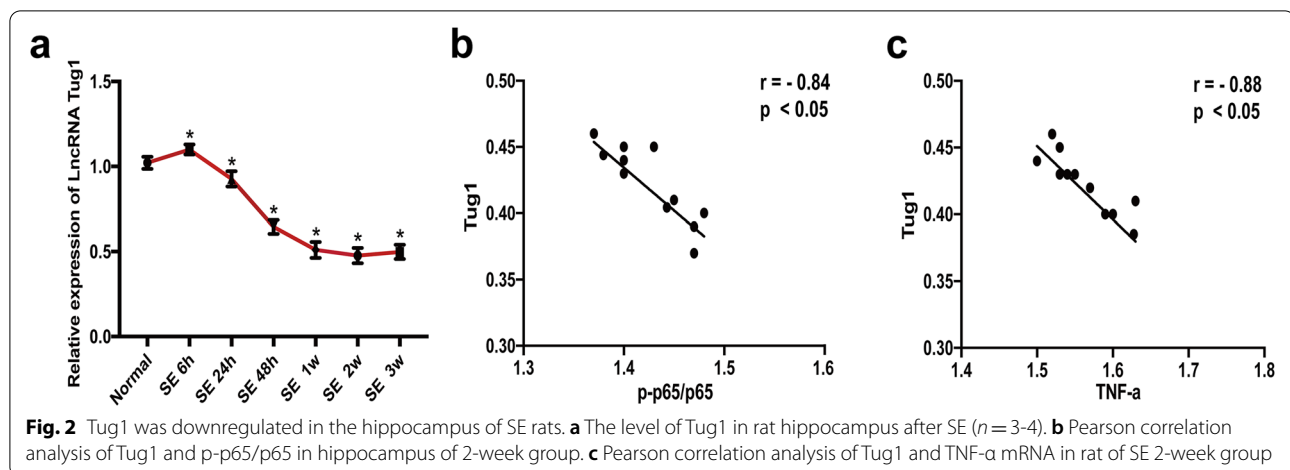 a
Relative expression of LncRNA Tug1
1.5
1.0
0.5
0.0
*
*
*
*
*
*
Normal
SE 6h
SE 24h
SE 48h
SE 1w
SE 2w
SE 3w
b
r = - 0.84
p < 0.05
Tug1
0.50
0.45
0.40
0.35
0.30
1.3
1.4
1.5
1.6
p-p65/p65
c
r = - 0.88
p < 0.05
Tug1
0.50
0.45
0.40
0.35
0.30
1.4
1.5
1.6
1.7
1.8
TNF-a
Fig. 2 Tug1 was downregulated in the hippocampus of SE rats. a The level of Tug1 in rat hippocampus after SE (n = 3-4). b Pearson correlation
analysis of Tug1 and p-p65/p65 in hippocampus of 2-week group. c Pearson correlation analysis of Tug1 and TNF-α mRNA in rat of SE 2-week group